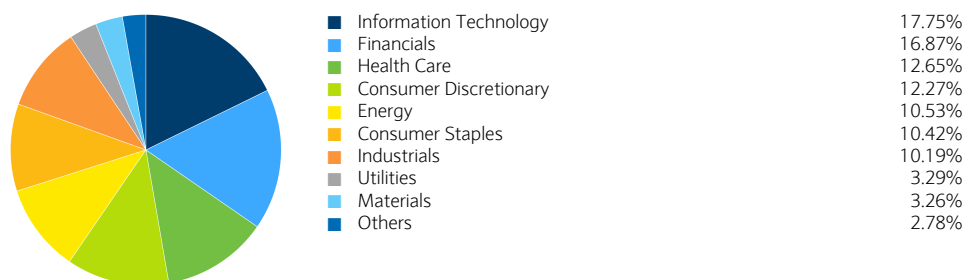 Information Technology 17.75%
Financials 16.87%
Health Care 12.65%
Consumer Discretionary 12.27%
Energy 10.53%
Consumer Staples 10.42%
Industrials 10.19%
Utilities 3.29%
Materials 3.26%
Others 2.78%